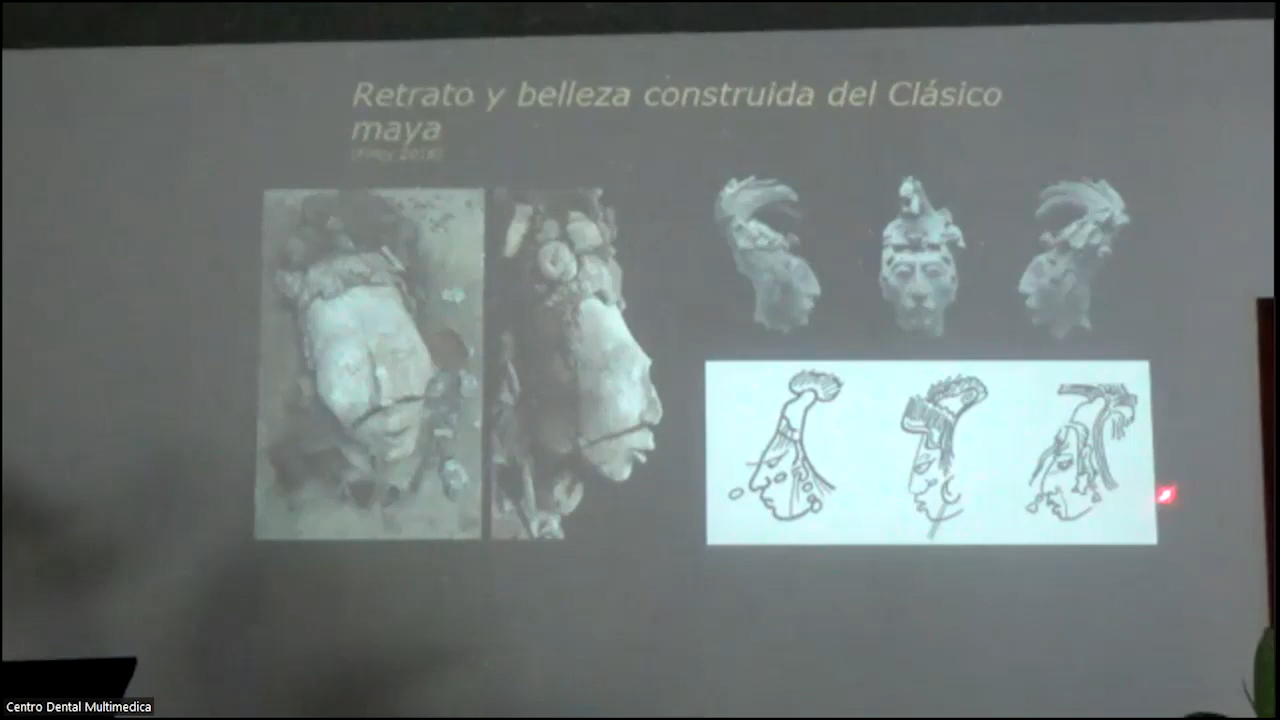 Retrato y belleza construida del Clásico
maya
Centro Dental Multimedica